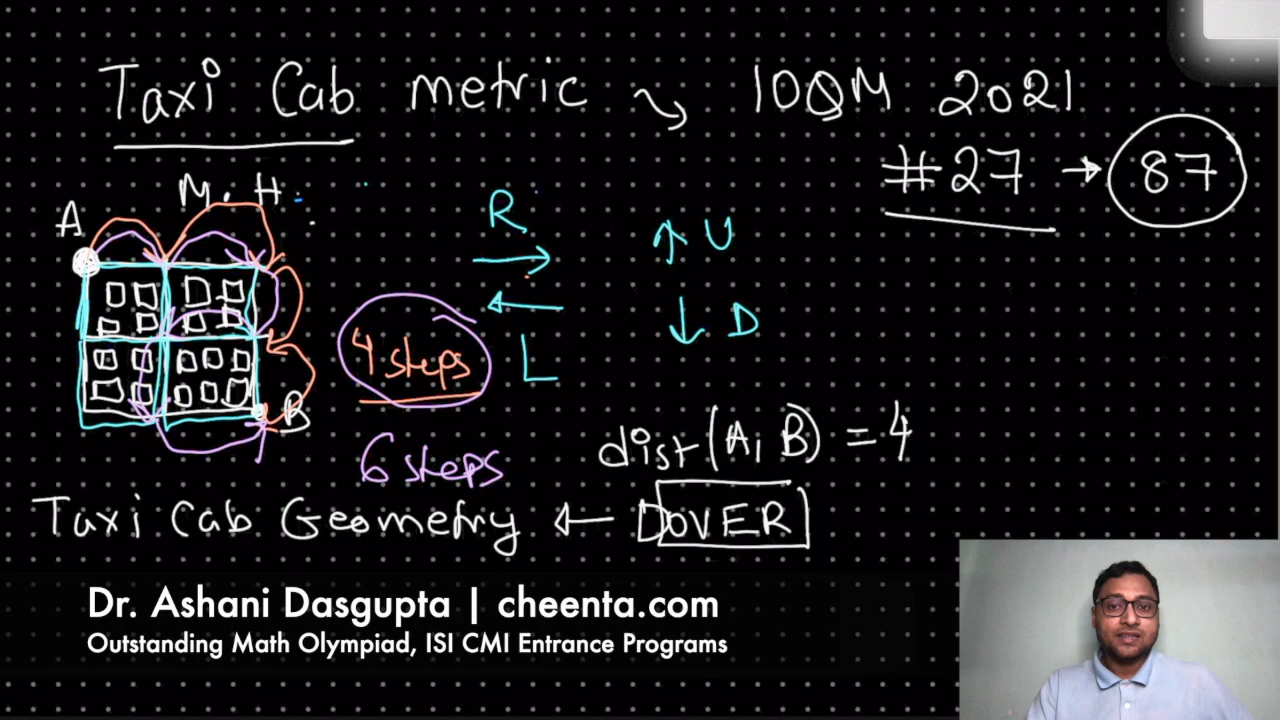 Taxi Cab metric ↝ IOQM 2021
#27 → 87
A
M. H.
R
↑ U
4 steps
← L
↓ D
B
6 steps
dist(A, B) = 4
Taxi Cab Geometry ← DOVER
Dr. Ashani Dasgupta | cheenta.com
Outstanding Math Olympiad, ISI CMI Entrance Programs